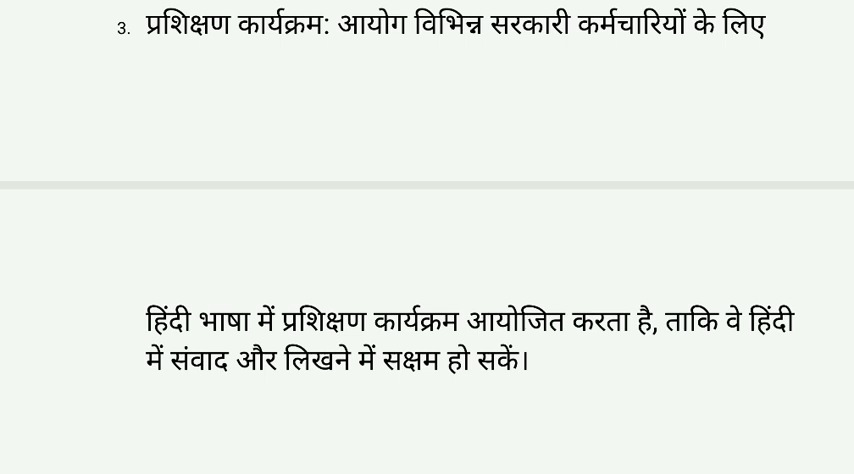 3. प्रशिक्षण कार्यक्रम: आयोग विभिन्न सरकारी कर्मचारियों के लिए
हिंदी भाषा में प्रशिक्षण कार्यक्रम आयोजित करता है, ताकि वे हिंदी
में संवाद और लिखने में सक्षम हो सकें।